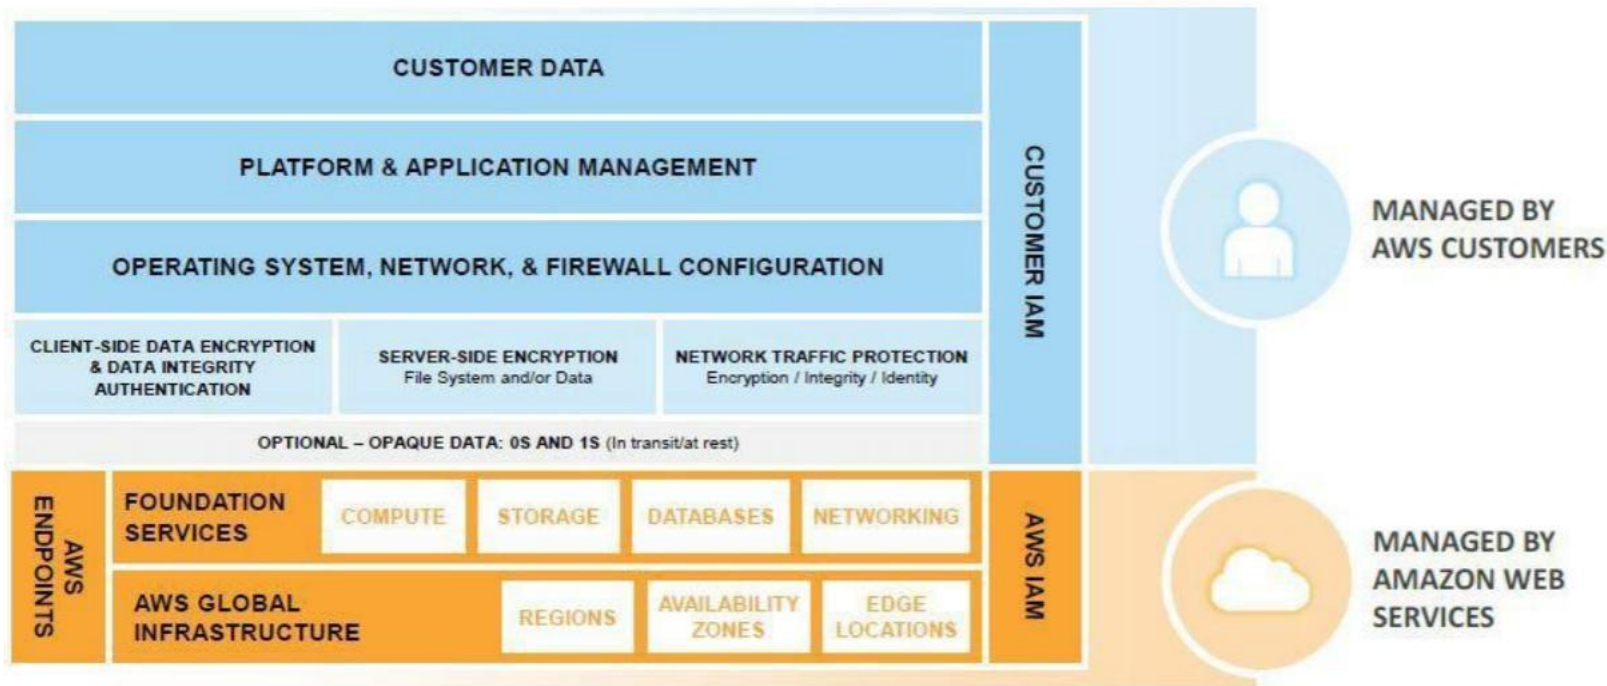 CUSTOMER DATA
PLATFORM & APPLICATION MANAGEMENT
OPERATING SYSTEM, NETWORK, & FIREWALL CONFIGURATION
CLIENT-SIDE DATA ENCRYPTION
& DATA INTEGRITY
AUTHENTICATION
SERVER-SIDE ENCRYPTION
File System and/or Data
NETWORK TRAFFIC PROTECTION
Encryption / Integrity / Identity
OPTIONAL – OPAQUE DATA: 0S AND 1S (In transit/at rest)
CUSTOMER IAM
MANAGED BY
AWS CUSTOMERS
AWS
ENDPOINTS
FOUNDATION
SERVICES
COMPUTE
STORAGE
DATABASES
NETWORKING
AWS GLOBAL
INFRASTRUCTURE
REGIONS
AVAILABILITY
ZONES
EDGE
LOCATIONS
AWS IAM
MANAGED BY
AMAZON WEB
SERVICES